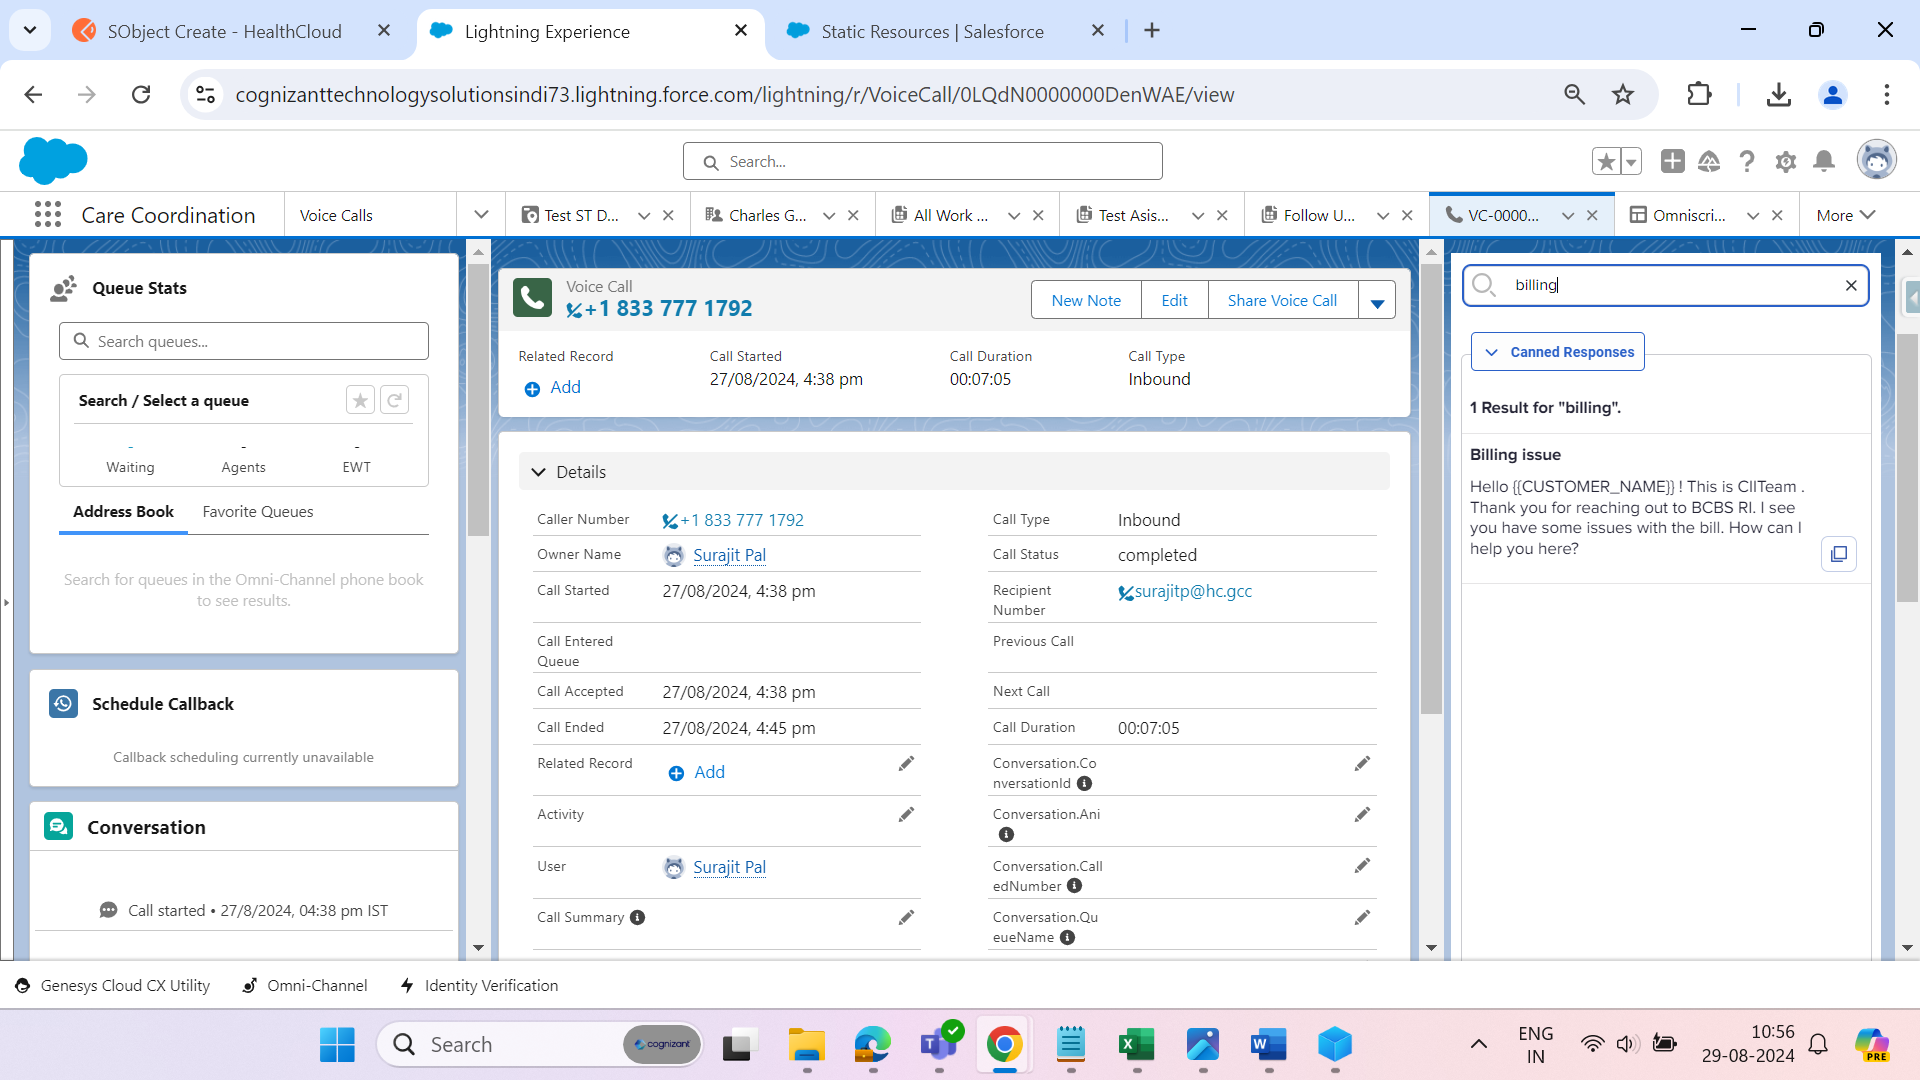 SObject Create - HealthCloud
Lightning Experience
Static Resources | Salesforce
cognizanttechnologysolutionsindi73.lightning.force.com/lightning/r/VoiceCall/0LQdN0000000DenWAE/view
Search...
Care Coordination
Voice Calls
Test ST D...
Charles G...
All Work ...
Test Asis...
Follow U...
VC-0000...
Omniscri...
More
Queue Stats
Search queues...
Search / Select a queue
- - -
Waiting Agents EWT
Address Book Favorite Queues
Search for queues in the Omni-Channel phone book
to see results.
Schedule Callback
Callback scheduling currently unavailable
Conversation
Call started • 27/8/2024, 04:38 pm IST
Voice Call
+1 833 777 1792
New Note Edit Share Voice Call
Related Record Call Started Call Duration Call Type
Add 27/08/2024, 4:38 pm 00:07:05 Inbound
Details
Caller Number +1 833 777 1792
Owner Name Surajit Pal
Call Started 27/08/2024, 4:38 pm
Call Entered
Queue
Call Accepted 27/08/2024, 4:38 pm
Call Ended 27/08/2024, 4:45 pm
Related Record Add
Activity
User Surajit Pal
Call Summary
Call Type Inbound
Call Status completed
Recipient surajitp@hc.gcc
Number
Previous Call
Next Call
Call Duration 00:07:05
Conversation.Co
nversationId
Conversation.Ani
Conversation.Call
edNumber
Conversation.Qu
eueName
billing
Canned Responses
1 Result for "billing".
Billing issue
Hello {{CUSTOMER_NAME}} ! This is CIITeam .
Thank you for reaching out to BCBS RI. I see
you have some issues with the bill. How can I
help you here?
Genesys Cloud CX Utility Omni-Channel Identity Verification
Search
cognizant
ENG
IN
10:56
29-08-2024
PRE